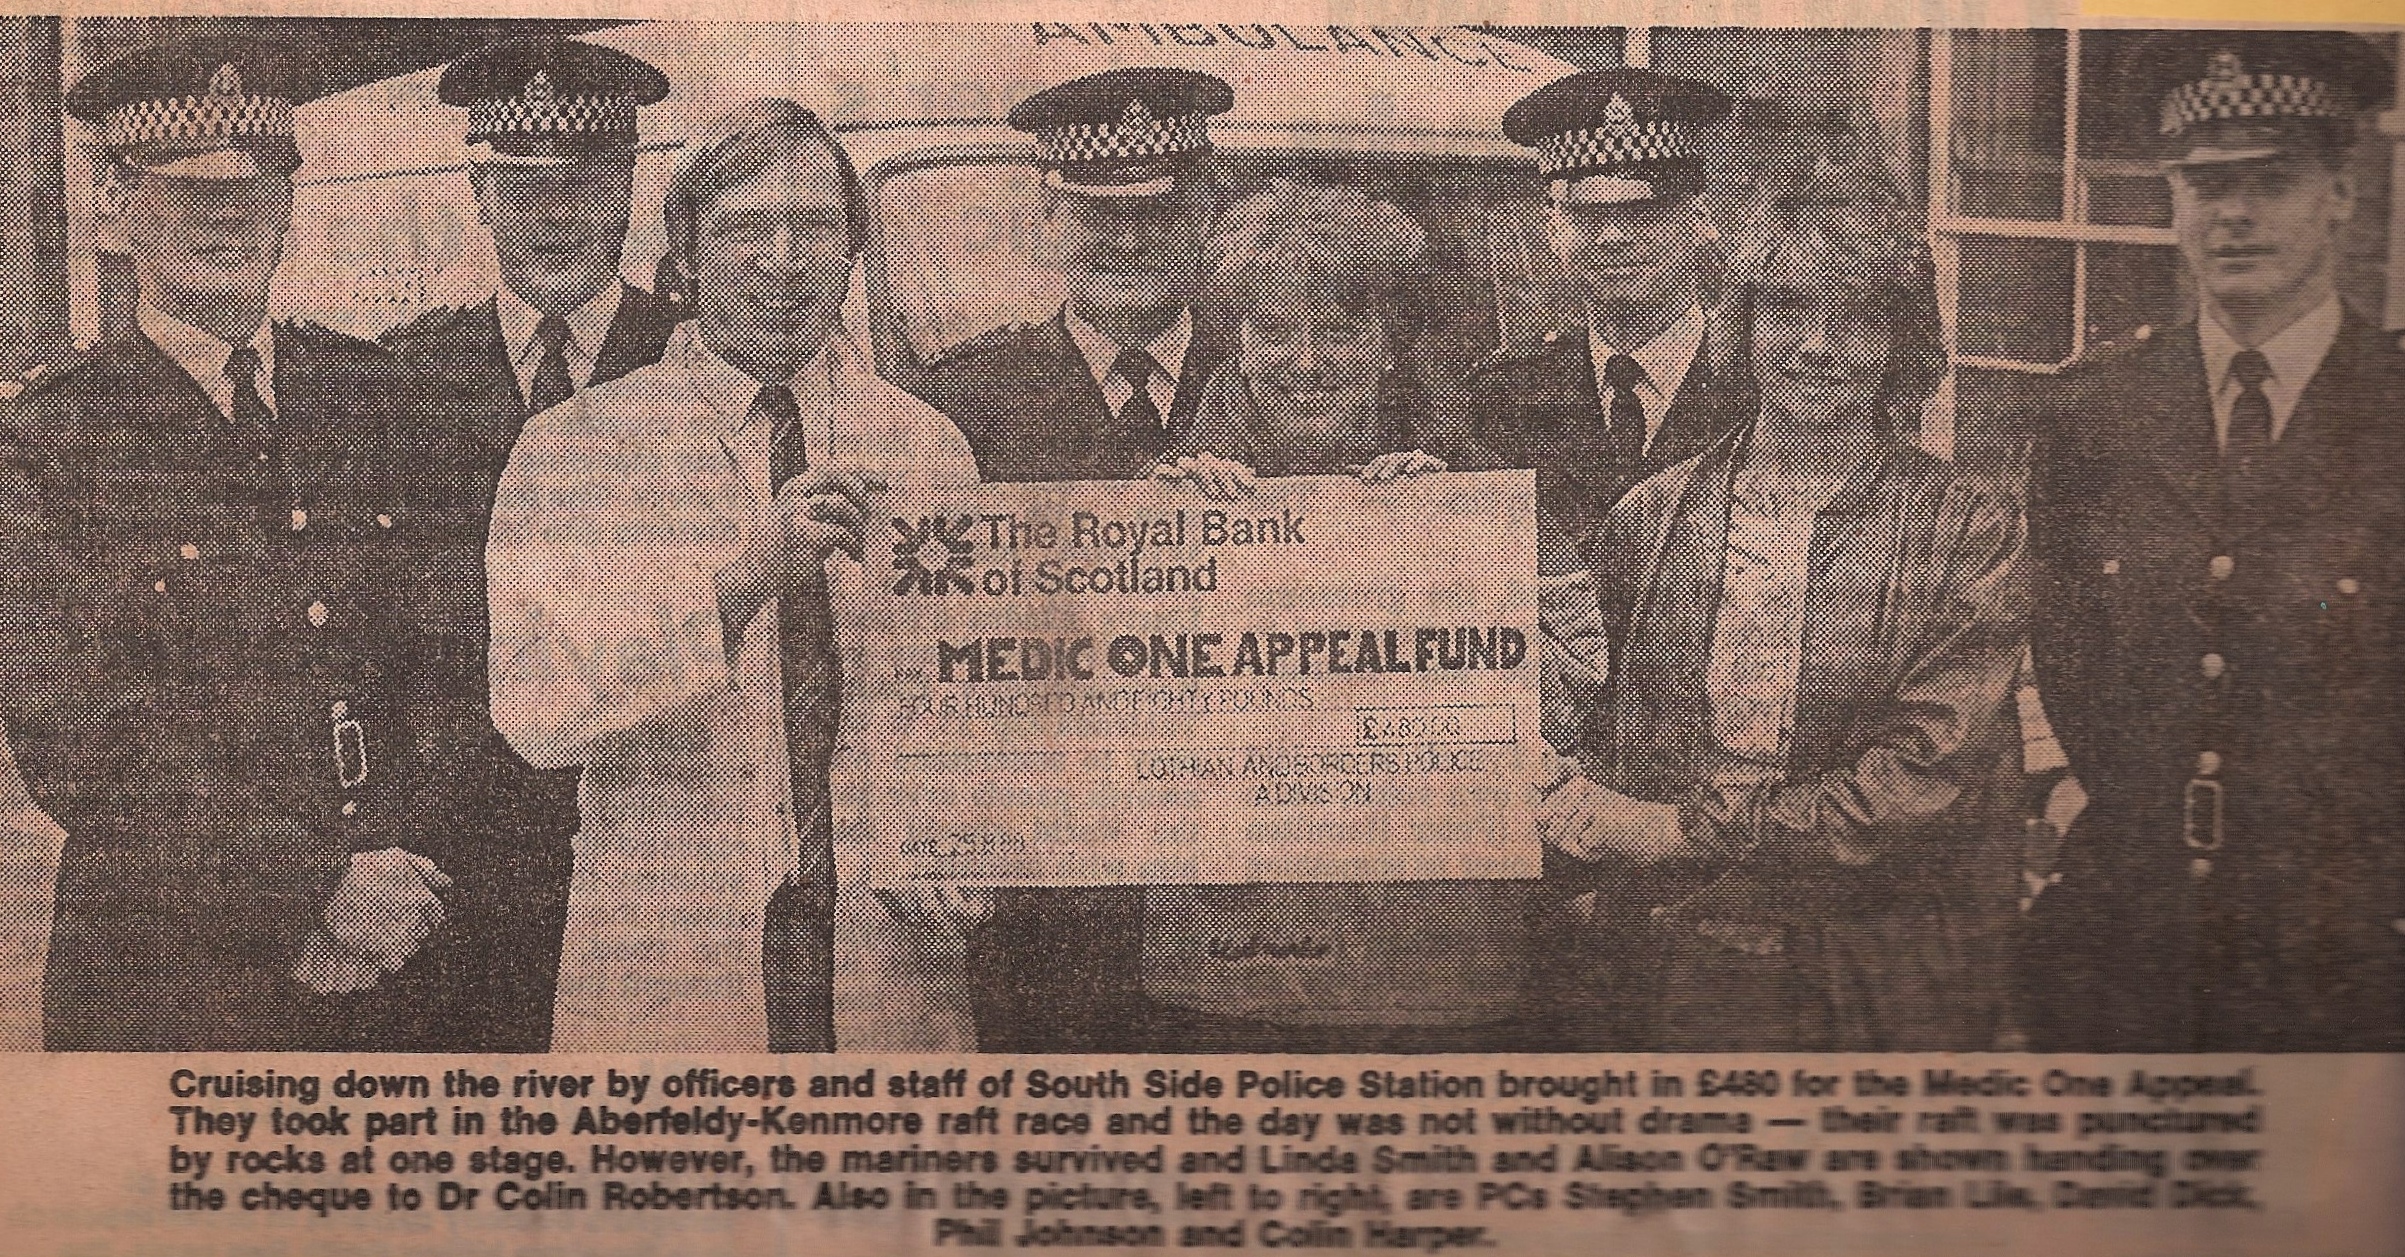 AMBULANCE
The Royal Bank
of Scotland
MEDIC ONE APPEAL FUND
FOUR HUNDRED AND EIGHTY POUNDS
£480.00
LOTHIAN AND BORDERS POLICE
A DIVISION
Cruising down the river by officers and staff of South Side Police Station brought in £480 for the Medic One Appeal.
They took part in the Aberfeldy-Kenmore raft race and the day was not without drama — their raft was punctured
by rocks at one stage. However, the mariners survived and Linda Smith and Alison O'Raw are shown handing over
the cheque to Dr Colin Robertson. Also in the picture, left to right, are PCs Stephen Smith, Brian Lile, David Dick,
Phil Johnson and Colin Harper.